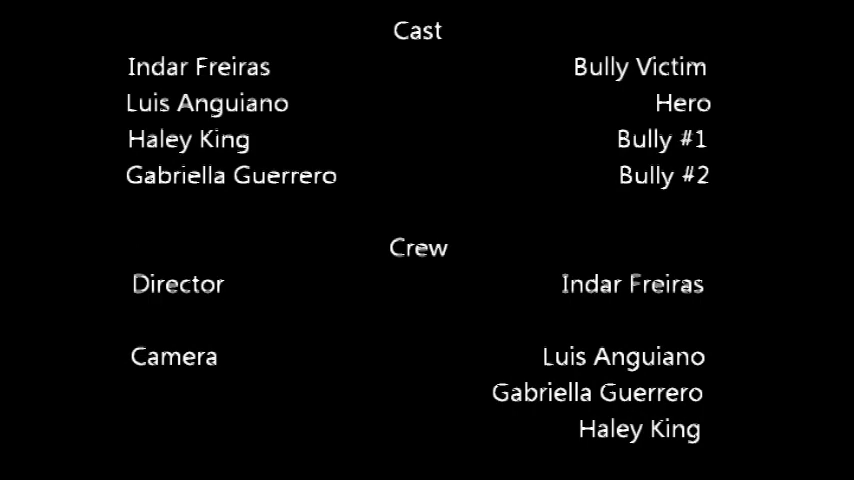 Cast
Indar Freiras Bully Victim
Luis Anguiano Hero
Haley King Bully #1
Gabriella Guerrero Bully #2
Crew
Director Indar Freiras
Camera Luis Anguiano
Gabriella Guerrero
Haley King